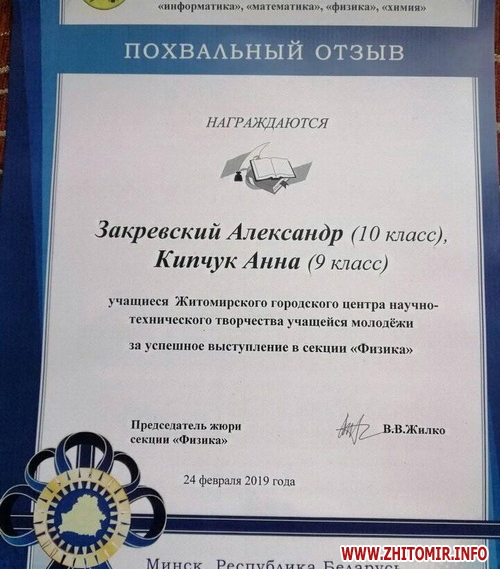 «информатика», «математика», «физика», «химия»
ПОХВАЛЬНЫЙ ОТЗЫВ
НАГРАЖДАЮТСЯ
Закревский Александр (10 класс),
Кипчук Анна (9 класс)
учащиеся Житомирского городского центра научно-
технического творчества учащейся молодёжи
за успешное выступление в секции «Физика»
Председатель жюри
секции «Физика»
В.В.Жилко
24 февраля 2019 года
Минск, Республика Беларусь
WWW.ZHITOMIR.INFO